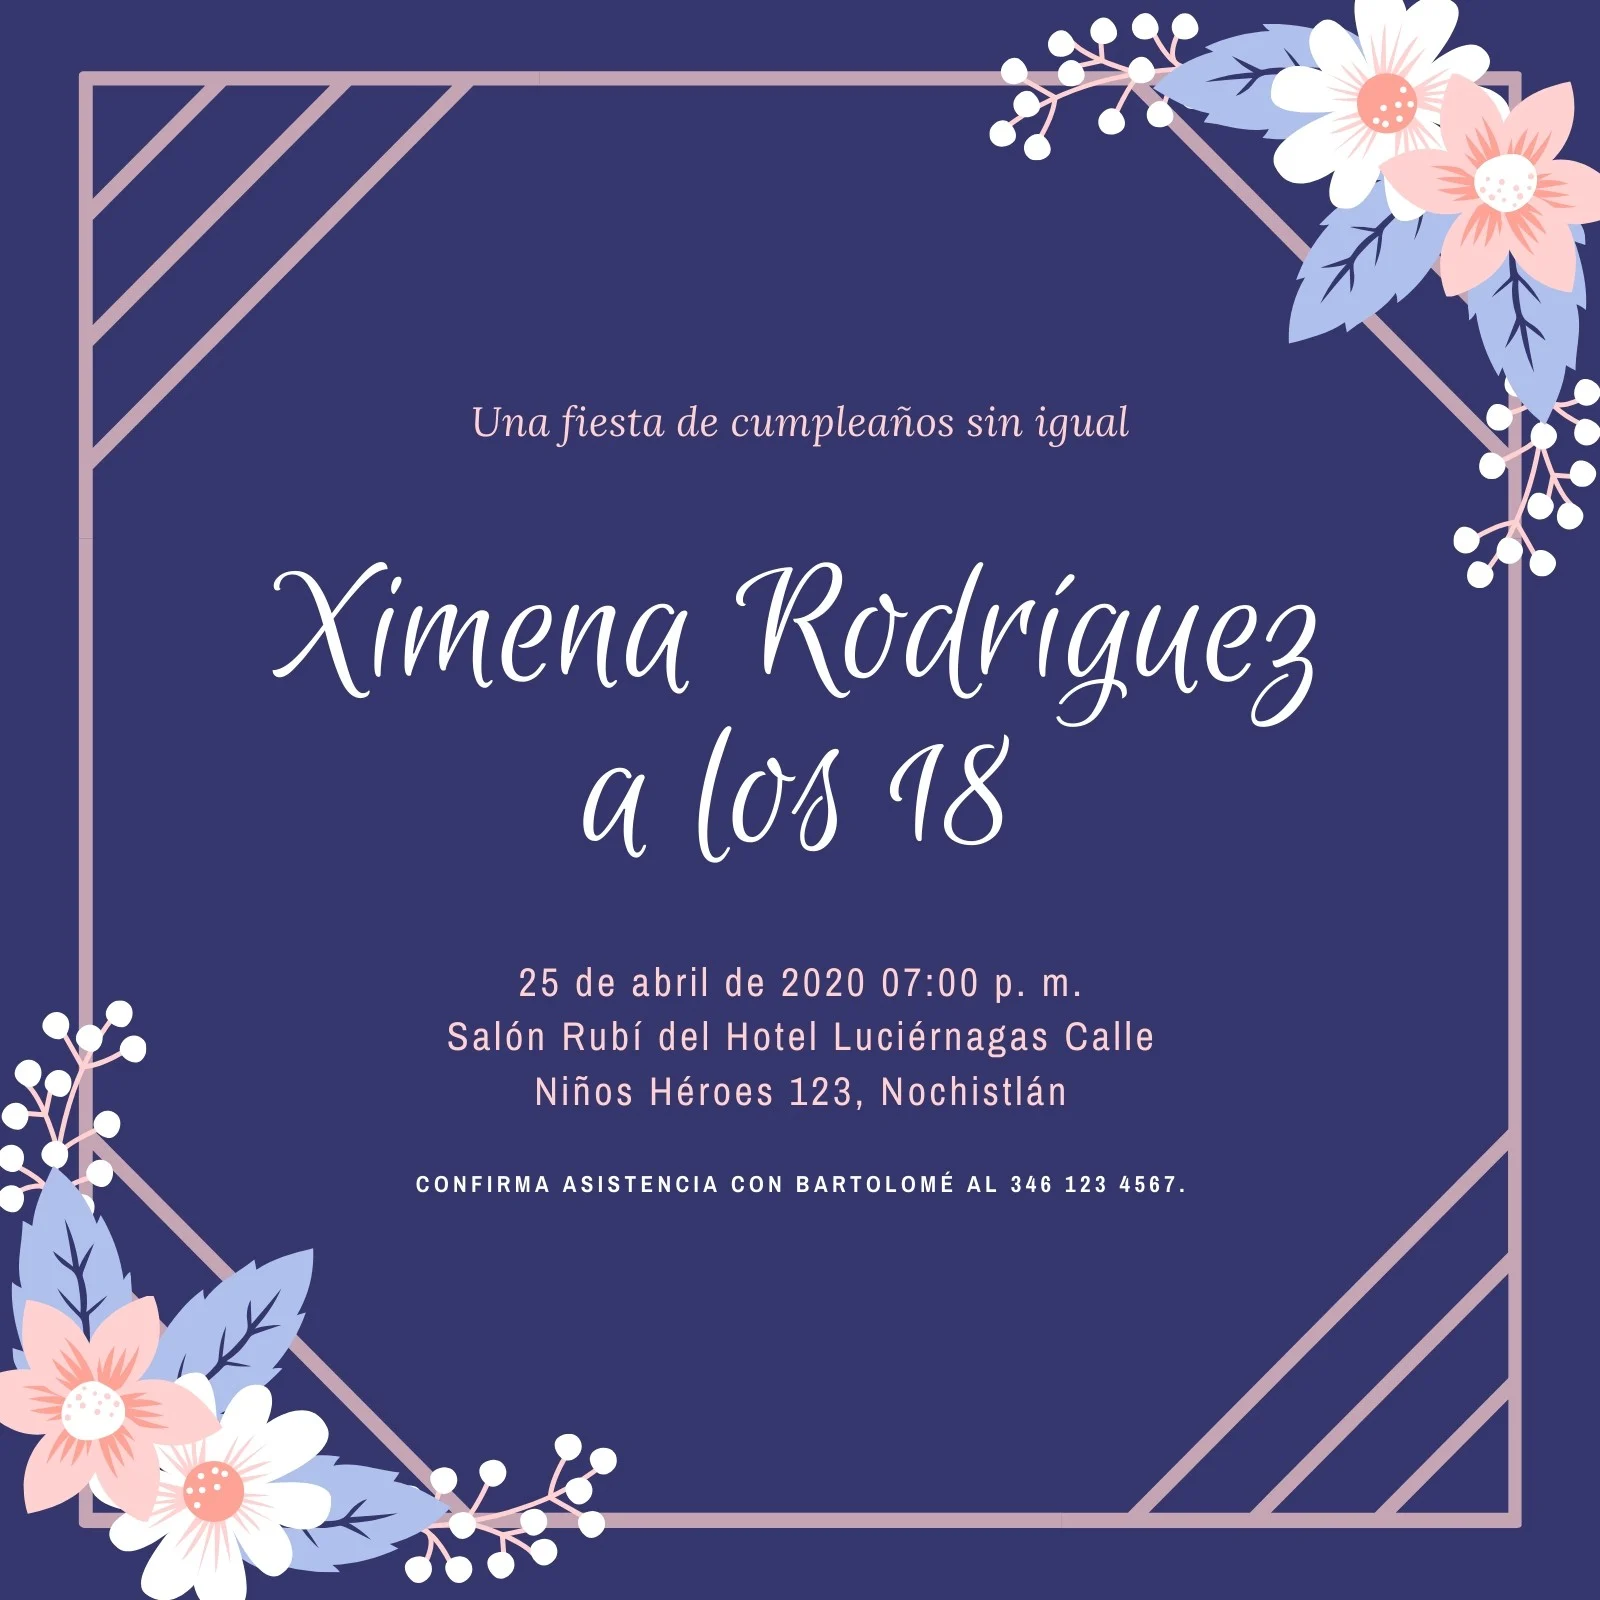 Una fiesta de cumpleaños sin igual
Ximena Rodríguez
a los 18
25 de abril de 2020 07:00 p. m.
Salón Rubí del Hotel Luciérnagas Calle
Niños Héroes 123, Nochistlán
CONFIRMA ASISTENCIA CON BARTOLOMÉ AL 346 123 4567.